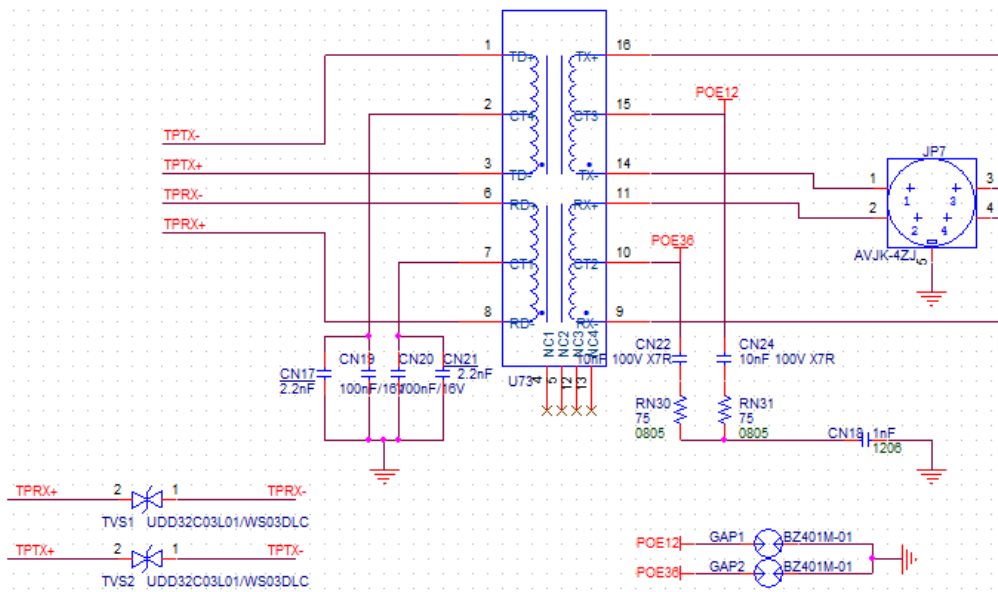 1 TD+ TX+ 16
POE12
2 CT4 CT3 15
TPTX-
JP7
TPTX+ 3 TD- TX- 14
1 1 3 3
TPRX- 6 RD+ RX+ 11
2 2 4 4
TPRX+
POE36
7 CT1 CT2 10
AVJK-4ZJ 5
8 RD- RX- 9
NC1 NC2 NC3 NC4
CN22 CN24
10nF 100V X7R 10nF 100V X7R
CN17 CN19 CN20 CN21
2.2nF 100nF/16V 100nF/16V 2.2nF
U73 4 5 12 13
RN30 RN31
75 75
0805 0805
CN18 1nF
1206
TPRX+ 2 1 TPRX-
TVS1 UDD32C03L01/WS03DLC
TPTX+ 2 1 TPTX-
TVS2 UDD32C03L01/WS03DLC
POE12 GAP1 BZ401M-01
POE36 GAP2 BZ401M-01